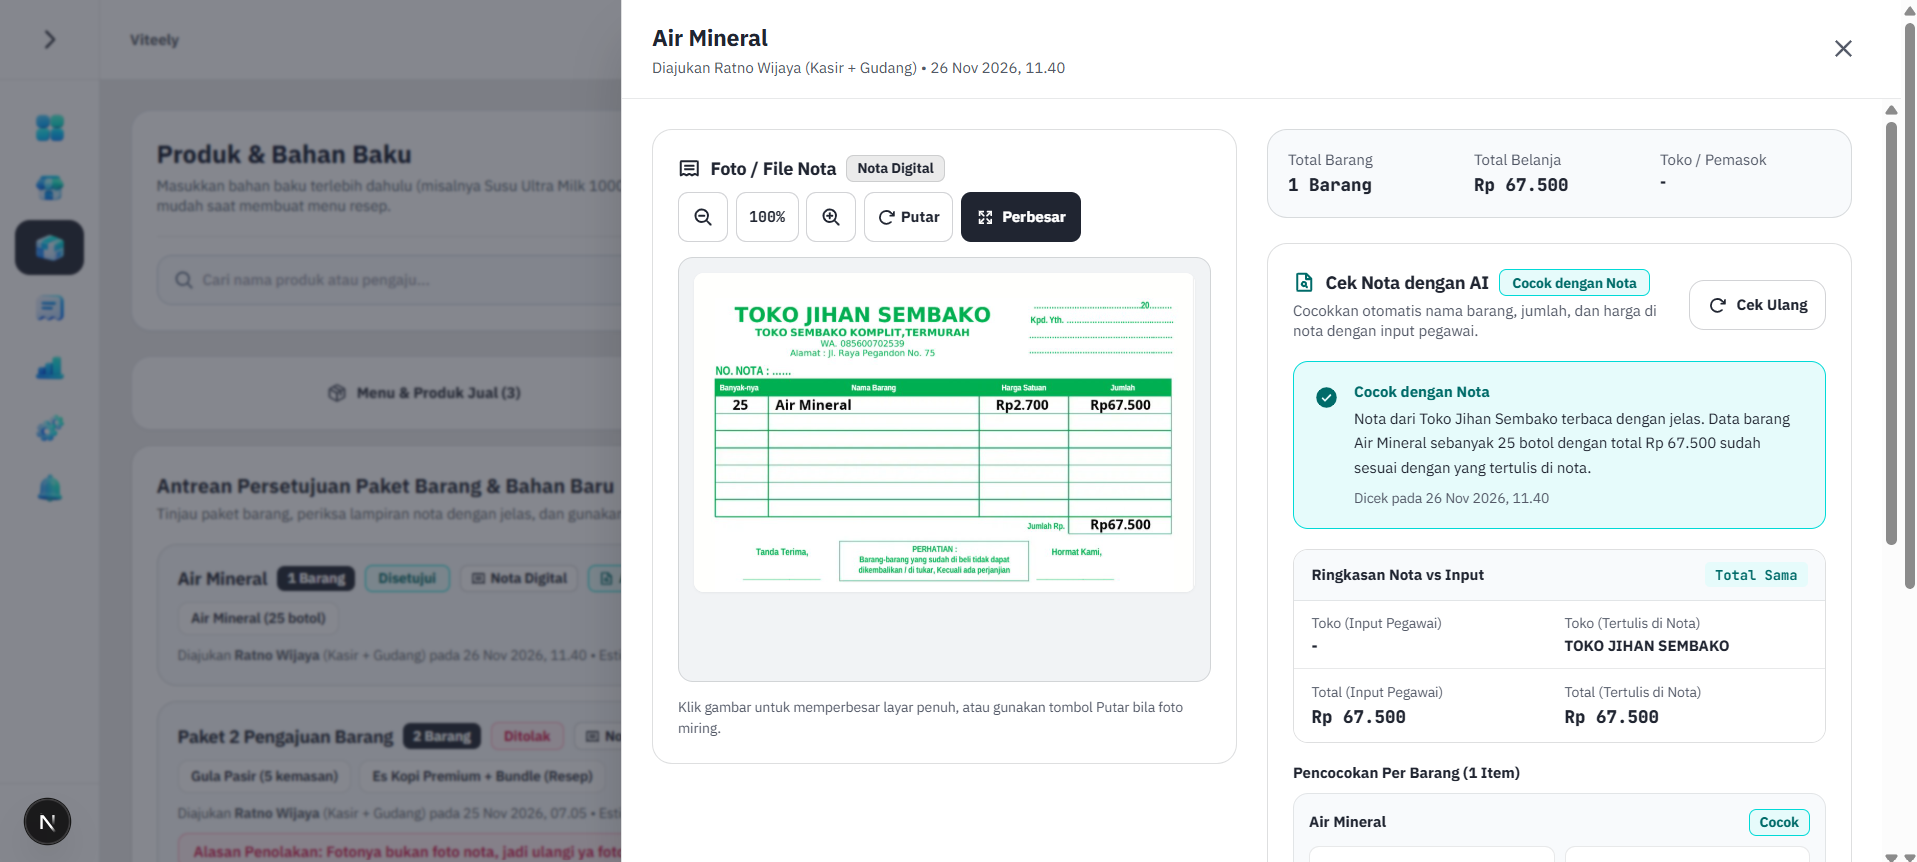 Viteely
Produk & Bahan Baku
Masukkan bahan baku terlebih dahulu (misalnya Susu Ultra Milk 1000
mudah saat membuat menu resep.
Cari nama produk atau pengaju...
Menu & Produk Jual (3)
Antrean Persetujuan Paket Barang & Bahan Baru
Tinjau paket barang, periksa lampiran nota dengan jelas, dan gunakan
Air Mineral 1 Barang Disetujui Nota Digital
Air Mineral (25 botol)
Diajukan Ratno Wijaya (Kasir + Gudang) pada 26 Nov 2026, 11.40 • Esti
Paket 2 Pengajuan Barang 2 Barang Ditolak No
Gula Pasir (5 kemasan) Es Kopi Premium + Bundle (Resep)
Diajukan Ratno Wijaya (Kasir + Gudang) pada 25 Nov 2026, 07.05 • Est
Alasan Penolakan: Fotonya bukan foto nota, jadi ulangi ya foto
N
Air Mineral
Diajukan Ratno Wijaya (Kasir + Gudang) • 26 Nov 2026, 11.40
Foto / File Nota Nota Digital
100% Putar Perbesar
TOKO JIHAN SEMBAKO
TOKO SEMBAKO KOMPLIT,TERMURAH
WA. 085600702539
Alamat : Jl. Raya Pegandon No. 75
20
Kpd. Yth.
NO. NOTA : ......
Banyak-nya Nama Barang Harga Satuan Jumlah
25 Air Mineral Rp2.700 Rp67.500
Jumlah Rp. Rp67.500
Tanda Terima,
PERHATIAN :
Barang-barang yang sudah di beli tidak dapat
dikembalikan / di tukar, Kecuali ada perjanjian
Hormat Kami,
Klik gambar untuk memperbesar layar penuh, atau gunakan tombol Putar bila foto
miring.
Total Barang Total Belanja Toko / Pemasok
1 Barang Rp 67.500 -
Cek Nota dengan AI Cocok dengan Nota
Cocokkan otomatis nama barang, jumlah, dan harga di
nota dengan input pegawai.
Cek Ulang
Cocok dengan Nota
Nota dari Toko Jihan Sembako terbaca dengan jelas. Data barang
Air Mineral sebanyak 25 botol dengan total Rp 67.500 sudah
sesuai dengan yang tertulis di nota.
Dicek pada 26 Nov 2026, 11.40
Ringkasan Nota vs Input Total Sama
Toko (Input Pegawai) Toko (Tertulis di Nota)
- TOKO JIHAN SEMBAKO
Total (Input Pegawai) Total (Tertulis di Nota)
Rp 67.500 Rp 67.500
Pencocokan Per Barang (1 Item)
Air Mineral Cocok